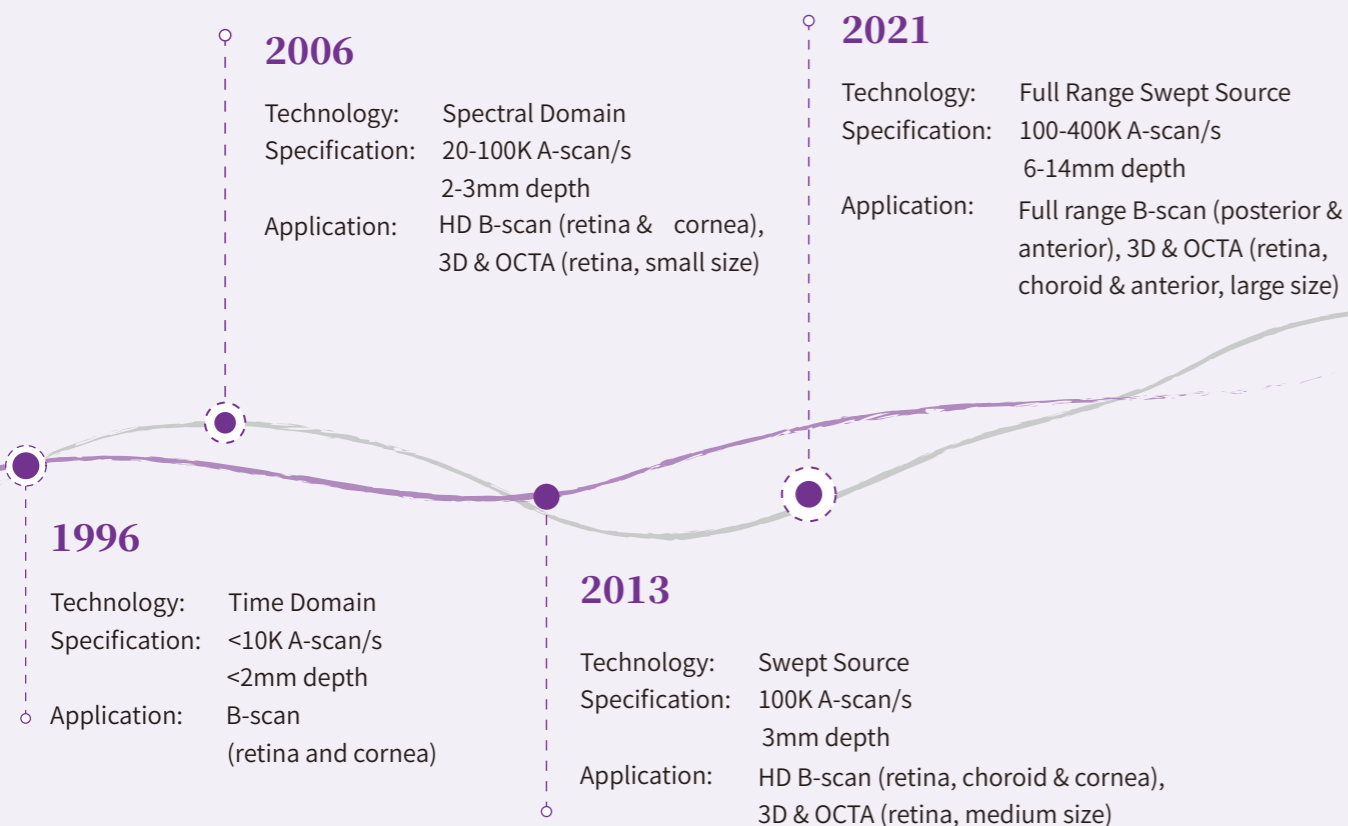 1996
Technology: Time Domain
Specification: <10K A-scan/s
<2mm depth
Application: B-scan
(retina and cornea)
2006
Technology: Spectral Domain
Specification: 20-100K A-scan/s
2-3mm depth
Application: HD B-scan (retina & cornea),
3D & OCTA (retina, small size)
2013
Technology: Swept Source
Specification: 100K A-scan/s
3mm depth
Application: HD B-scan (retina, choroid & cornea),
3D & OCTA (retina, medium size)
2021
Technology: Full Range Swept Source
Specification: 100-400K A-scan/s
6-14mm depth
Application: Full range B-scan (posterior &
anterior), 3D & OCTA (retina,
choroid & anterior, large size)